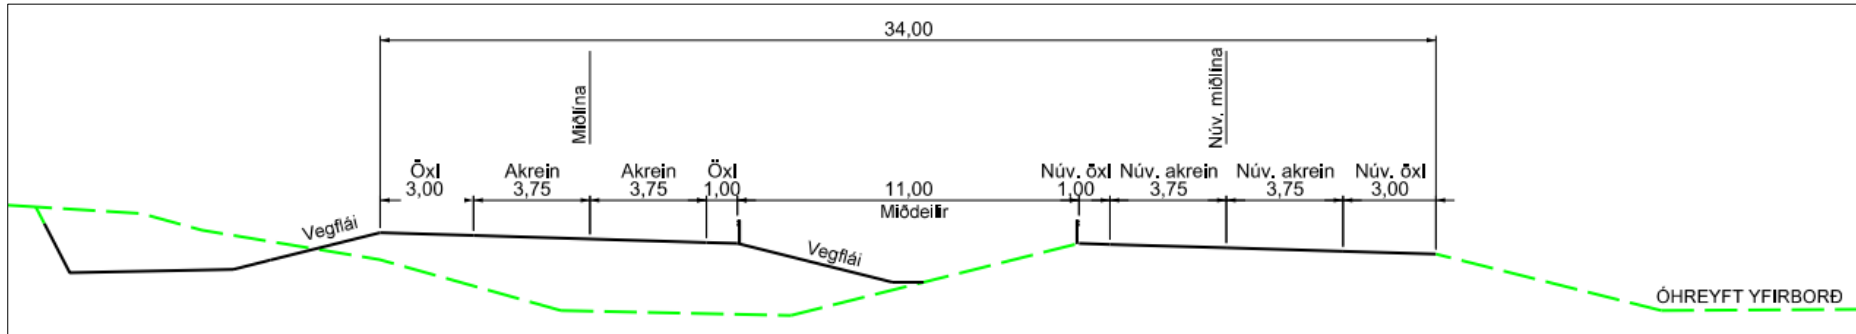 34,00
Miðlína
Núv. miðlína
Öxl Akrein Akrein Öxl Núv. öxl Núv. akrein Núv. akrein Núv. öxl
3,00 3,75 3,75 1,00 11,00 1,00 3,75 3,75 3,00
Miðdeilir
Vegflái
Vegflái
ÓHREYFT YFIRBORÐ